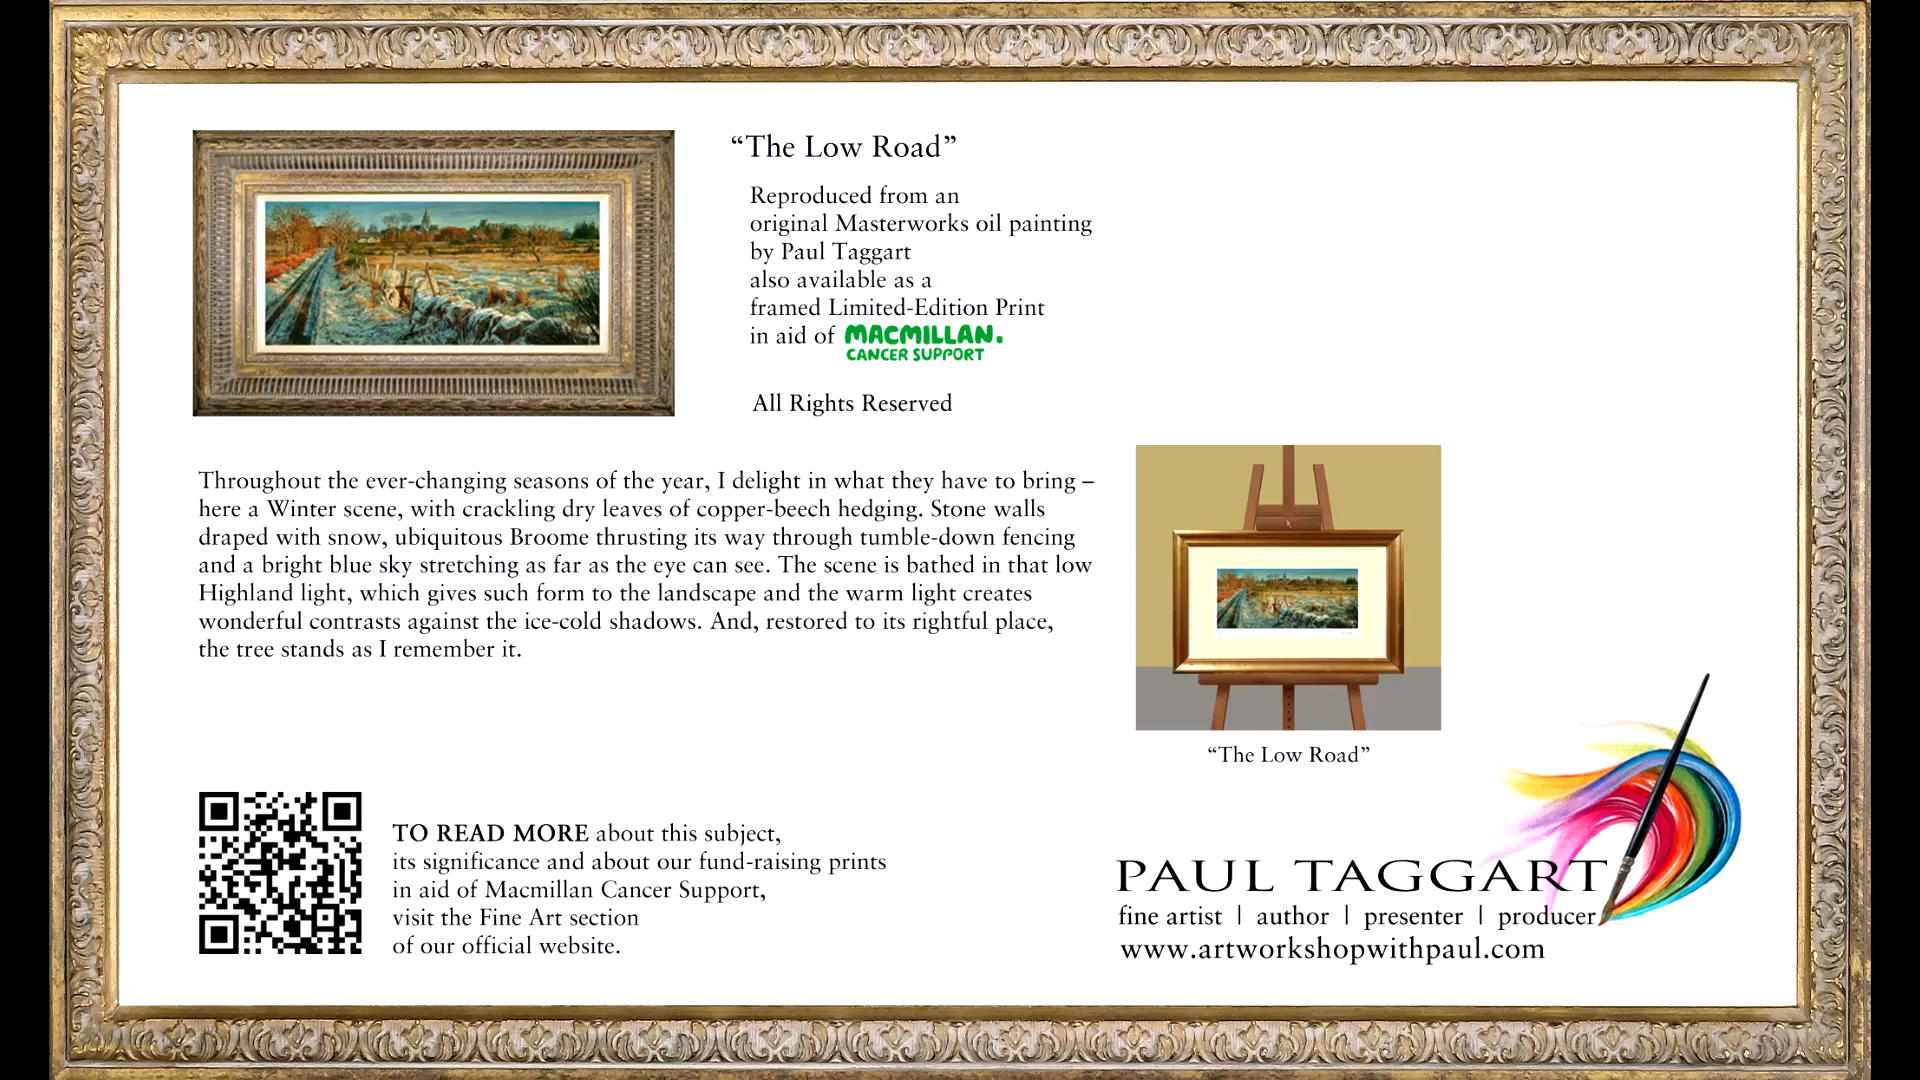 “The Low Road”
Reproduced from an
original Masterworks oil painting
by Paul Taggart
also available as a
framed Limited-Edition Print
in aid of MACMILLAN.
CANCER SUPPORT
All Rights Reserved
Throughout the ever-changing seasons of the year, I delight in what they have to bring –
here a Winter scene, with crackling dry leaves of copper-beech hedging. Stone walls
draped with snow, ubiquitous Broome thrusting its way through tumble-down fencing
and a bright blue sky stretching as far as the eye can see. The scene is bathed in that low
Highland light, which gives such form to the landscape and the warm light creates
wonderful contrasts against the ice-cold shadows. And, restored to its rightful place,
the tree stands as I remember it.
“The Low Road”
TO READ MORE about this subject,
its significance and about our fund-raising prints
in aid of Macmillan Cancer Support,
visit the Fine Art section
of our official website.
PAUL TAGGART
fine artist | author | presenter | producer
www.artworkshopwithpaul.com